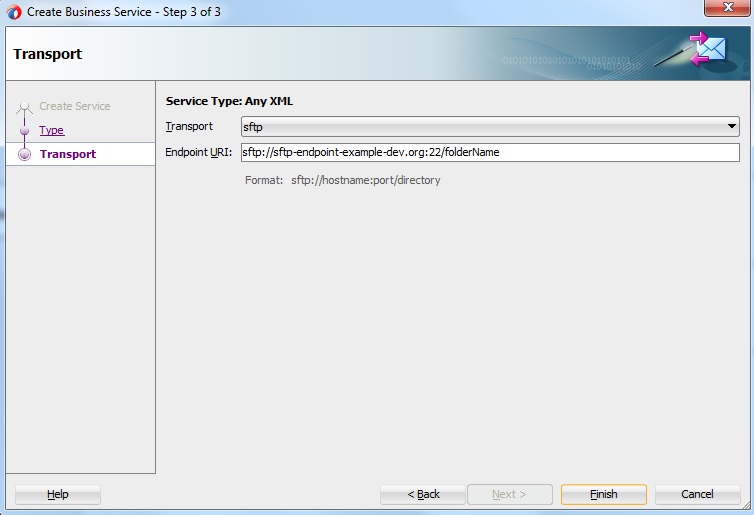 Create Business Service - Step 3 of 3
Transport
01010101010101010101010101
0101010101010
Create Service
Type
Transport
Service Type: Any XML
Transport sftp
Endpoint URI: sftp://sftp-endpoint-example-dev.org:22/folderName
Format: sftp://hostname:port/directory
Help < Back Next > Finish Cancel